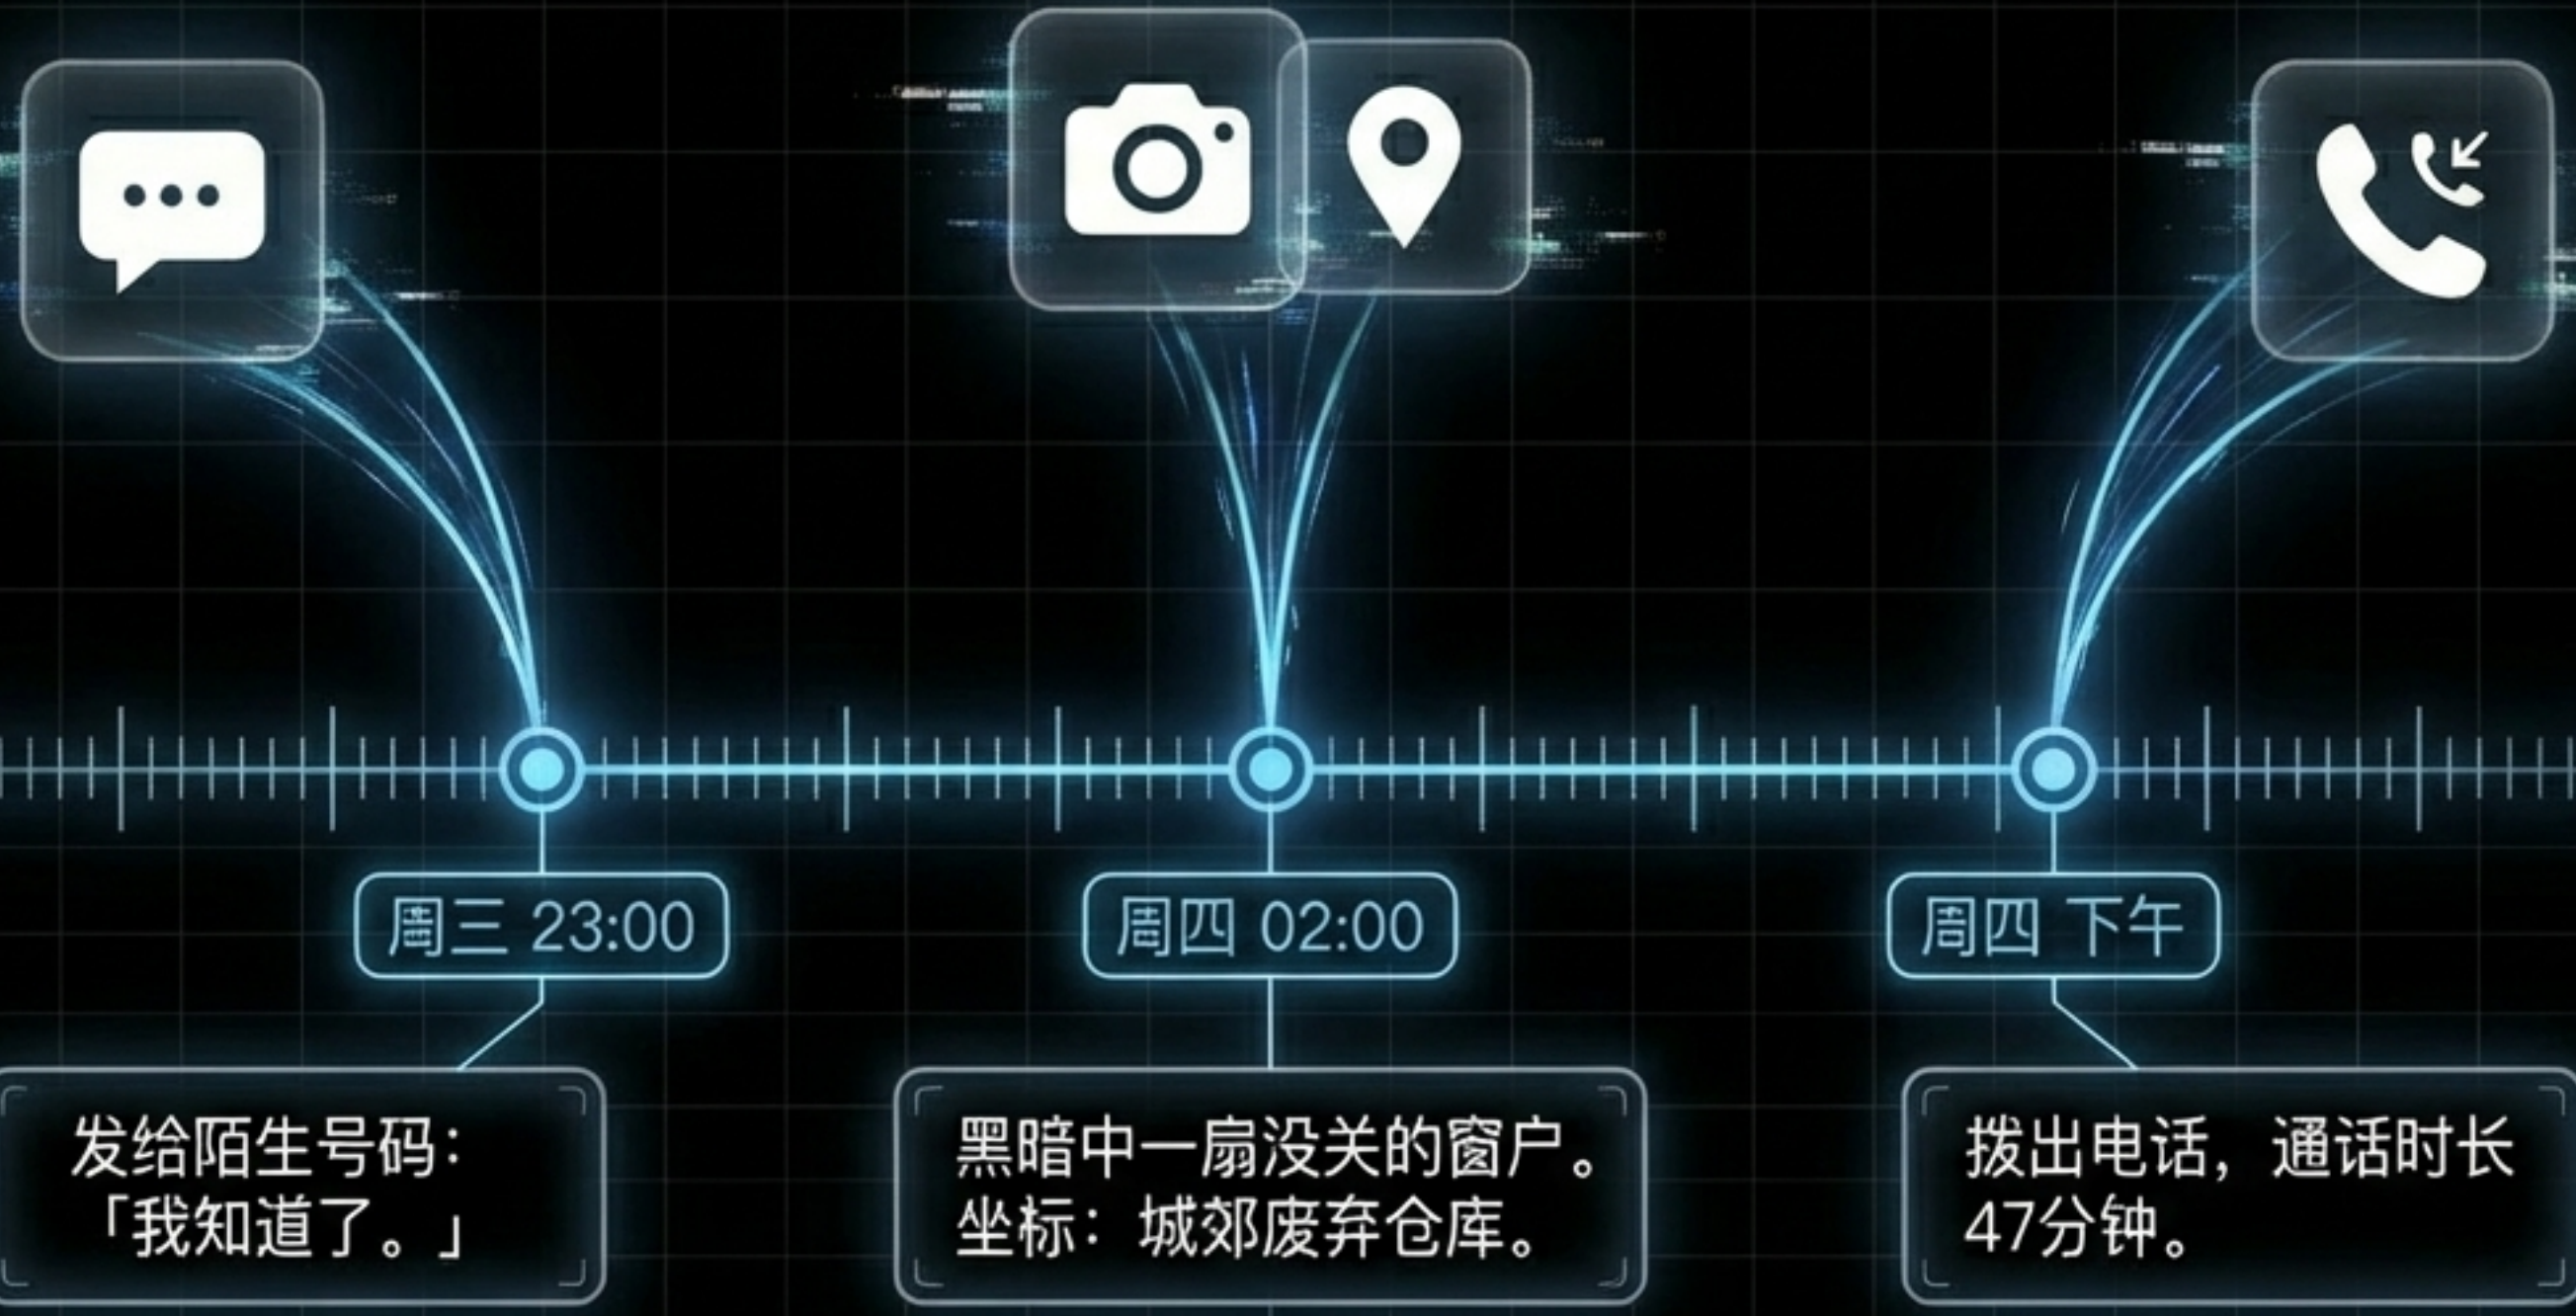 周三 23:00
发给陌生号码：
「我知道了。」
周四 02:00
黑暗中一扇没关的窗户。
坐标：城郊废弃仓库。
周四 下午
拨出电话，通话时长
47分钟。